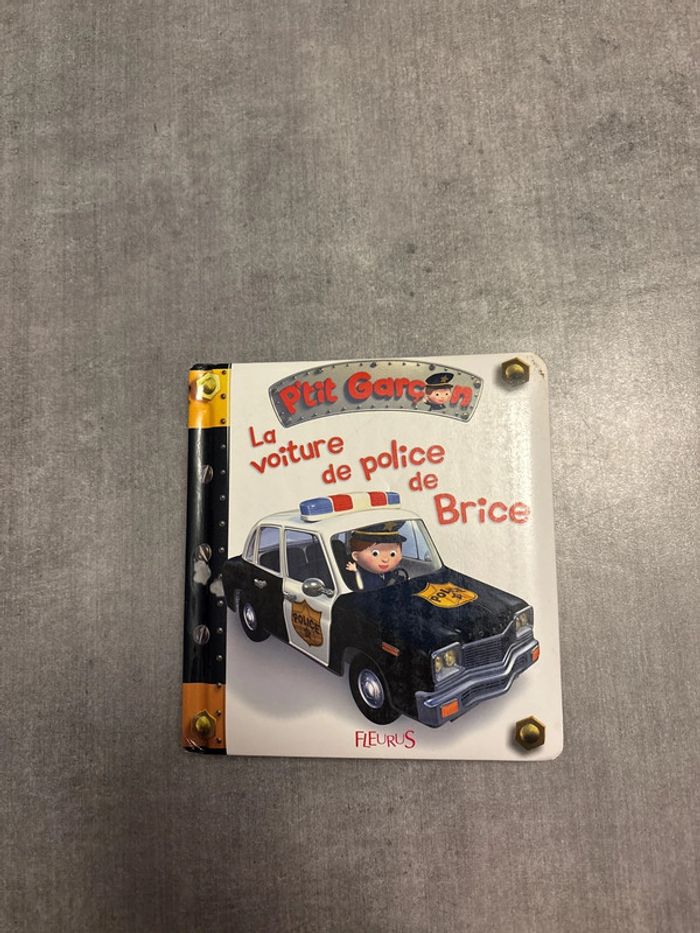 P'tit Garçon
La
voiture
de police
de
Brice
POLICE
POLICE
FLEURUS